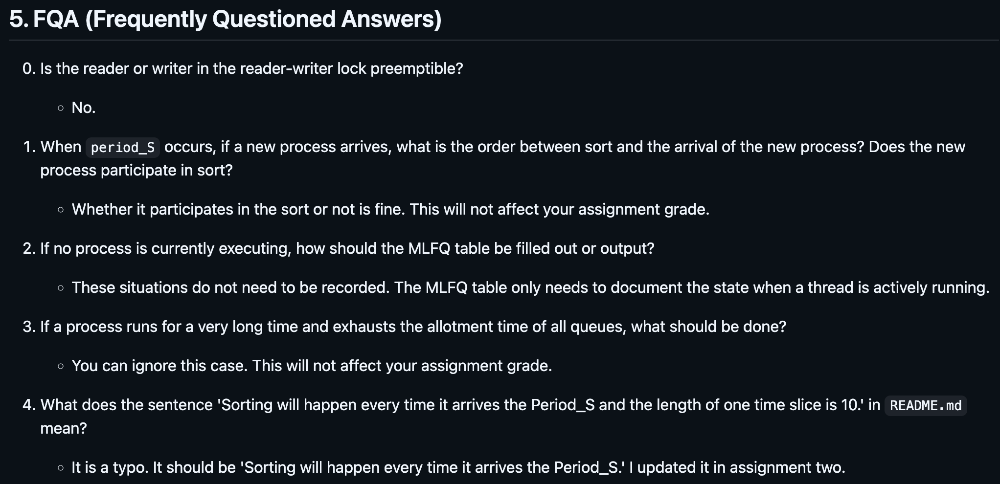 5. FQA (Frequently Questioned Answers)
0. Is the reader or writer in the reader-writer lock preemptible?
◦ No.
1. When period_S occurs, if a new process arrives, what is the order between sort and the arrival of the new process? Does the new
process participate in sort?
◦ Whether it participates in the sort or not is fine. This will not affect your assignment grade.
2. If no process is currently executing, how should the MLFQ table be filled out or output?
◦ These situations do not need to be recorded. The MLFQ table only needs to document the state when a thread is actively running.
3. If a process runs for a very long time and exhausts the allotment time of all queues, what should be done?
◦ You can ignore this case. This will not affect your assignment grade.
4. What does the sentence 'Sorting will happen every time it arrives the Period_S and the length of one time slice is 10.' in README.md
mean?
◦ It is a typo. It should be 'Sorting will happen every time it arrives the Period_S.' I updated it in assignment two.